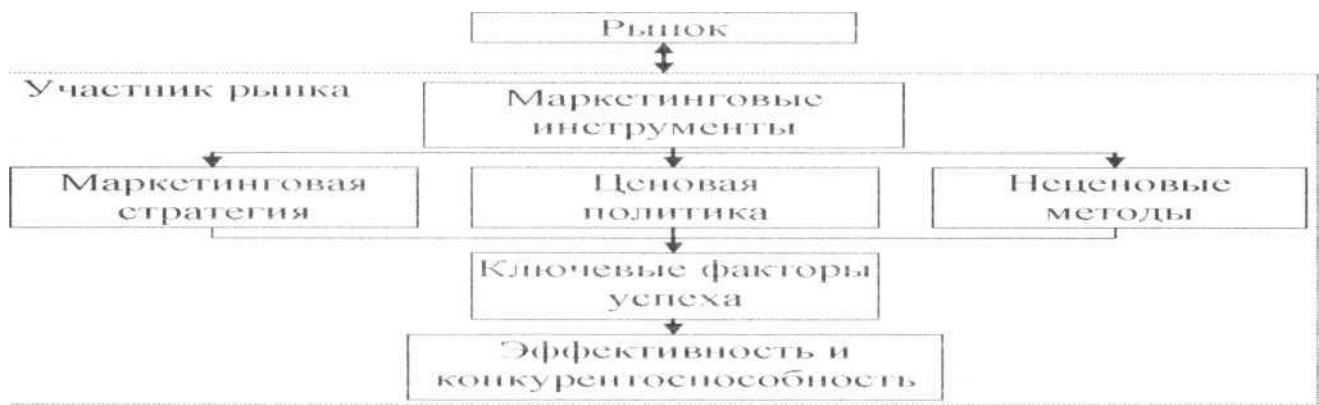 Рынок
Участник рынка
Маркетинговые
инструменты
Маркетинговая
стратегия
Ценовая
политика
Неценовые
методы
Ключевые факторы
успеха
Эффективность и
конкурентоспособность